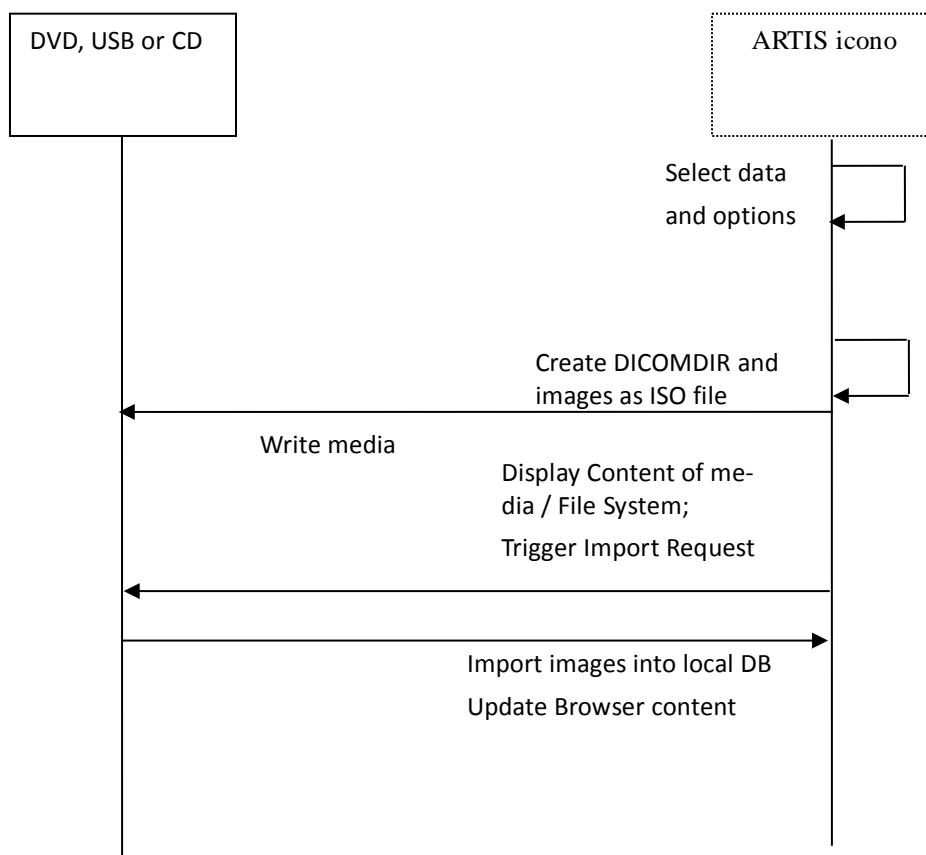 DVD, USB or CD
ARTIS icono
Select data
and options
Create DICOMDIR and
images as ISO file
Write media
Display Content of me-
dia / File System;
Trigger Import Request
Import images into local DB
Update Browser content